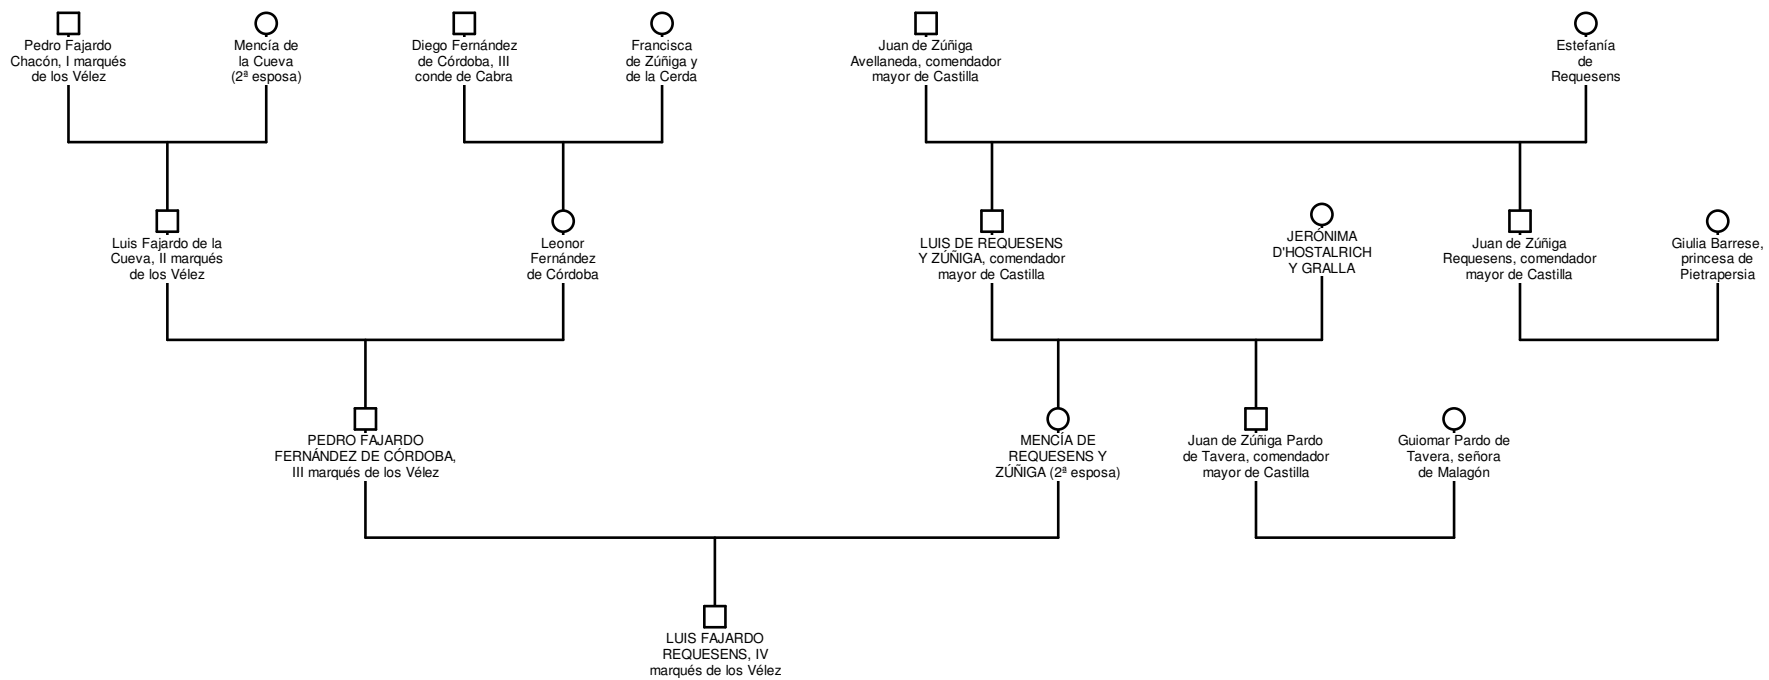 Pedro Fajardo
Chacón, I marqués
de los Vélez
Mencía de
la Cueva
(2ª esposa)
Diego Fernández
de Córdoba, III
conde de Cabra
Francisca
de Zúñiga y
de la Cerda
Juan de Zúñiga
Avellaneda, comendador
mayor de Castilla
Estefanía
de
Requesens
Luis Fajardo de la
Cueva, II marqués
de los Vélez
Leonor
Fernández
de Córdoba
LUIS DE REQUESENS
Y ZÚÑIGA, comendador
mayor de Castilla
JERÓNIMA
D'HOSTALRICH
Y GRALLA
Juan de Zúñiga
Requesens, comendador
mayor de Castilla
Giulia Barrese,
princesa de
Pietrapersia
PEDRO FAJARDO
FERNÁNDEZ DE CÓRDOBA,
III marqués de los Vélez
MENCÍA DE
REQUESENS Y
ZÚÑIGA (2ª esposa)
Juan de Zúñiga Pardo
de Tavera, comendador
mayor de Castilla
Guiomar Pardo de
Tavera, señora
de Malagón
LUIS FAJARDO
REQUESENS, IV
marqués de los Vélez